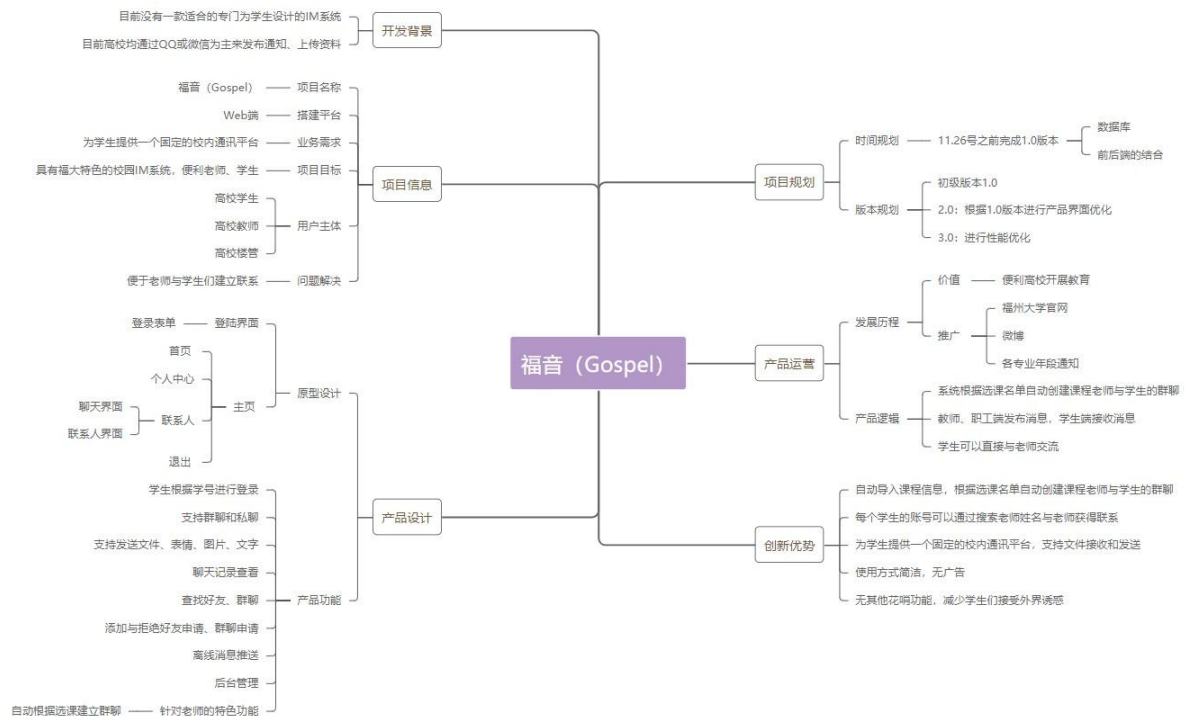 福音（Gospel）
开发背景
目前没有一款适合的专门为学生设计的IM系统
目前高校均通过QQ或微信为主来发布通知、上传资料
项目信息
项目名称
福音（Gospel）
搭建平台
Web端
业务需求
为学生提供一个固定的校内通讯平台
项目目标
具有福大特色的校园IM系统，便利老师、学生
用户主体
高校学生
高校教师
高校楼管
问题解决
便于老师与学生们建立联系
产品设计
原型设计
登陆界面
登录表单
主页
首页
个人中心
联系人
聊天界面
联系人界面
退出
产品功能
学生根据学号进行登录
支持群聊和私聊
支持发送文件、表情、图片、文字
聊天记录查看
查找好友、群聊
添加与拒绝好友申请、群聊申请
离线消息推送
后台管理
针对老师的特色功能
自动根据选课建立群聊
项目规划
时间规划
11.26号之前完成1.0版本
数据库
前后端的结合
版本规划
初级版本1.0
2.0：根据1.0版本进行产品界面优化
3.0：进行性能优化
产品运营
发展历程
价值
便利高校开展教育
推广
福州大学官网
微博
各专业年段通知
产品逻辑
系统根据选课名单自动创建课程老师与学生的群聊
教师、职工端发布消息，学生端接收消息
学生可以直接与老师交流
创新优势
自动导入课程信息，根据选课名单自动创建课程老师与学生的群聊
每个学生的账号可以通过搜索老师姓名与老师获得联系
为学生提供一个固定的校内通讯平台，支持文件接收和发送
使用方式简洁，无广告
无其他花哨功能，减少学生们接受外界诱惑